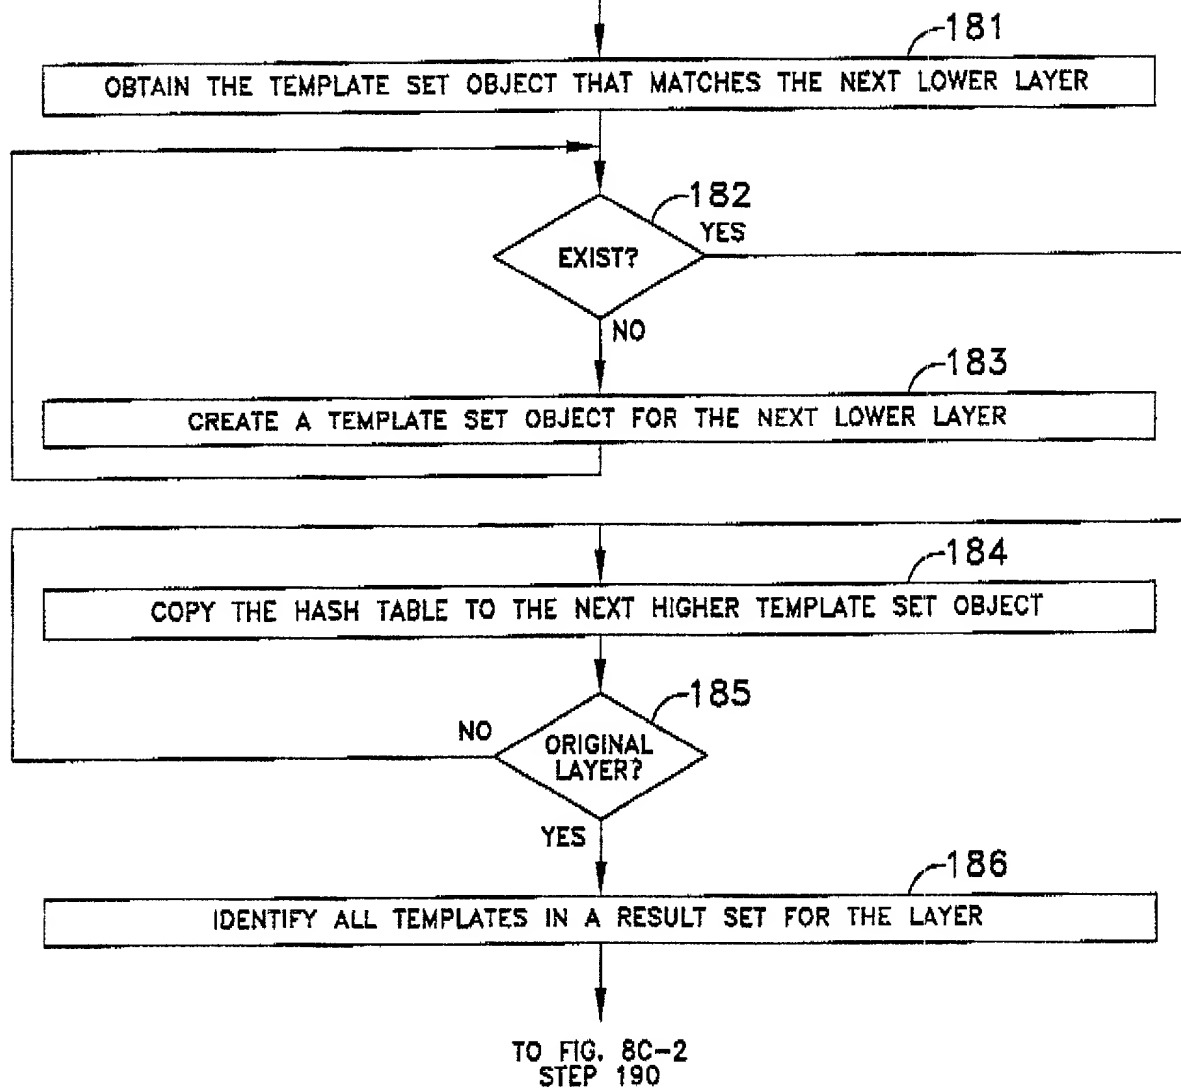 181
OBTAIN THE TEMPLATE SET OBJECT THAT MATCHES THE NEXT LOWER LAYER
182
YES
EXIST?
NO
183
CREATE A TEMPLATE SET OBJECT FOR THE NEXT LOWER LAYER
184
COPY THE HASH TABLE TO THE NEXT HIGHER TEMPLATE SET OBJECT
185
NO
ORIGINAL
LAYER?
YES
186
IDENTIFY ALL TEMPLATES IN A RESULT SET FOR THE LAYER
TO FIG. 8C-2
STEP 190